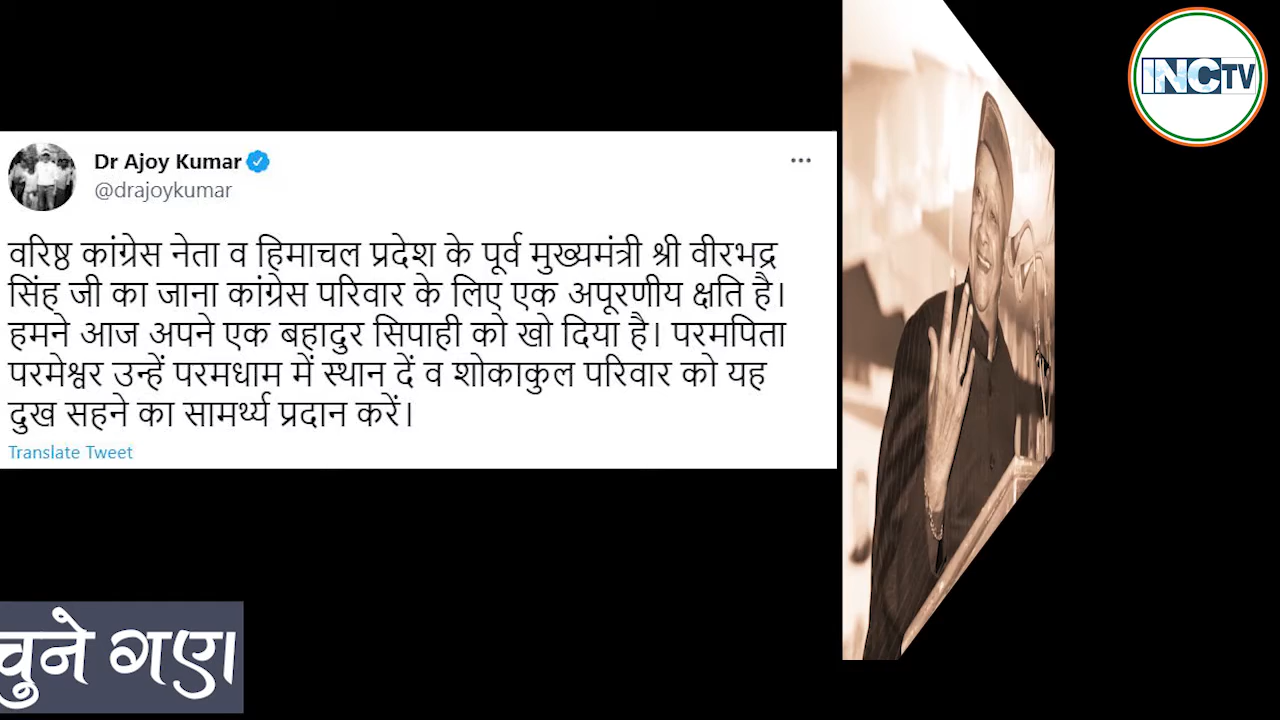 INCTV
Dr Ajoy Kumar
@drajoykumar
वरिष्ठ कांग्रेस नेता व हिमाचल प्रदेश के पूर्व मुख्यमंत्री श्री वीरभद्र
सिंह जी का जाना कांग्रेस परिवार के लिए एक अपूरणीय क्षति है।
हमने आज अपने एक बहादुर सिपाही को खो दिया है। परमपिता
परमेश्वर उन्हें परमधाम में स्थान दें व शोकाकुल परिवार को यह
दुख सहने का सामर्थ्य प्रदान करें।
Translate Tweet
चुने गए।